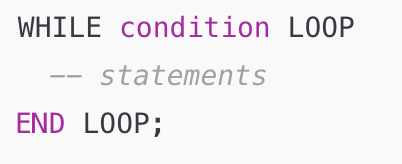 WHILE condition LOOP
-- statements
END LOOP;